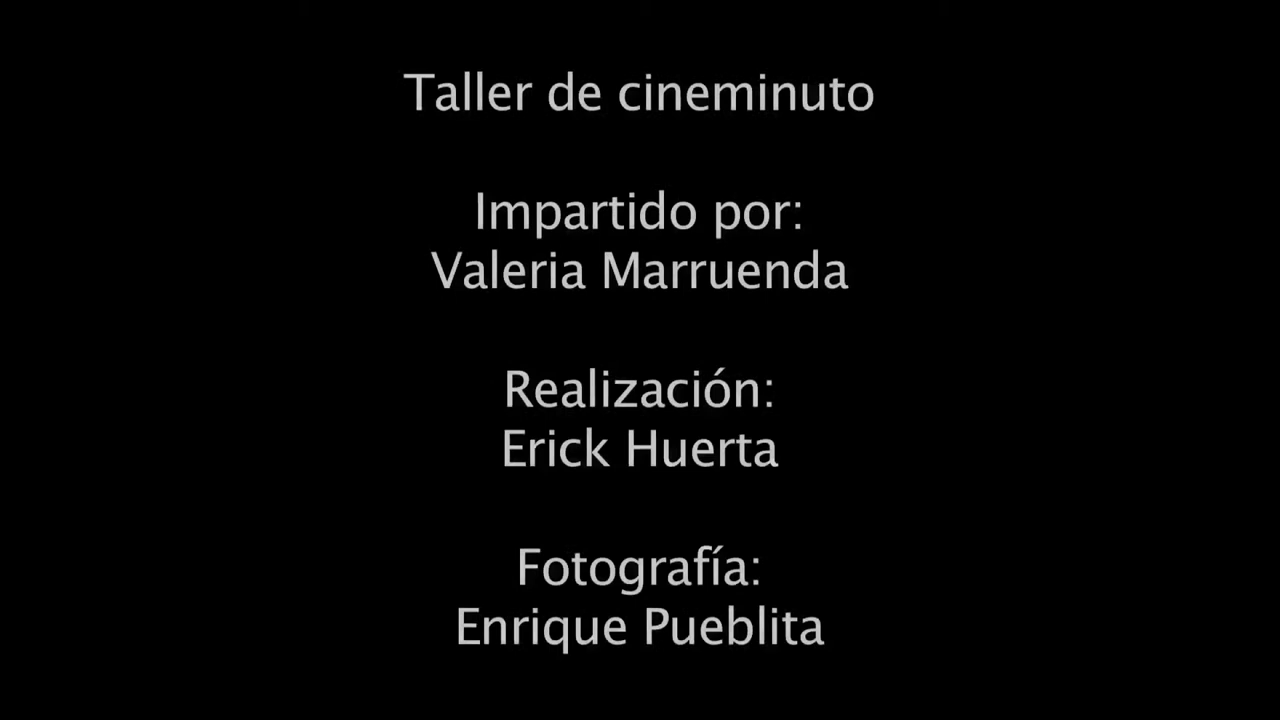 Taller de cineminuto
Impartido por:
Valeria Marruenda
Realización:
Erick Huerta
Fotografía:
Enrique Pueblita